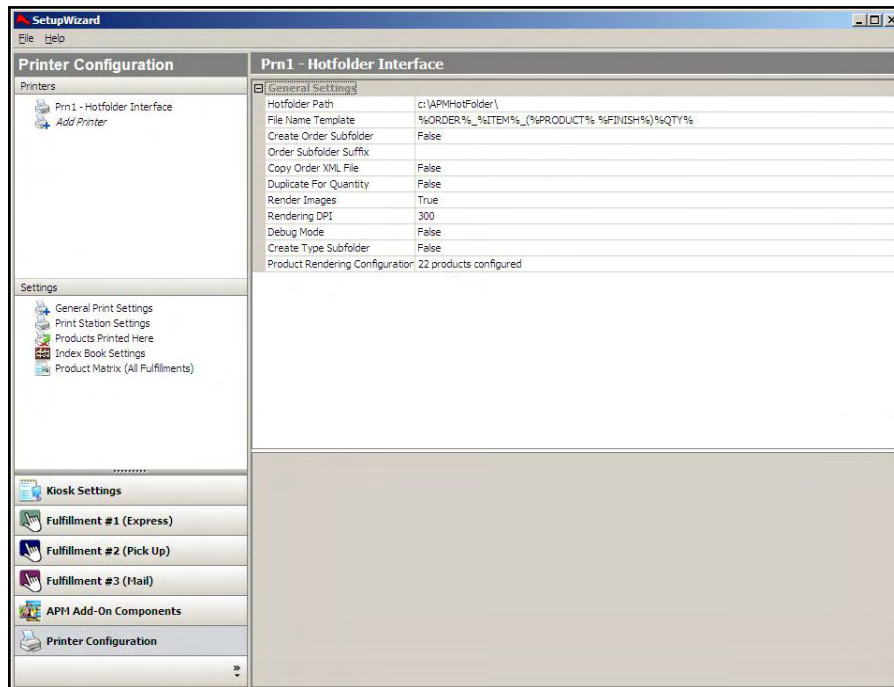 SetupWizard
File Help
Printer Configuration
Printers
Prn1 - Hotfolder Interface
Add Printer
Settings
General Print Settings
Print Station Settings
Products Printed Here
Index Book Settings
Product Matrix (All Fulfillments)
Kiosk Settings
Fulfillment #1 (Express)
Fulfillment #2 (Pick Up)
Fulfillment #3 (Mail)
APM Add-On Components
Printer Configuration
Prn1 - Hotfolder Interface
General Settings
Hotfolder Path c:\APMHotFolder\
File Name Template %ORDER%_%ITEM%_(%PRODUCT% %FINISH%)%QTY%
Create Order Subfolder False
Order Subfolder Suffix
Copy Order XML File False
Duplicate For Quantity False
Render Images True
Rendering DPI 300
Debug Mode False
Create Type Subfolder False
Product Rendering Configuration 22 products configured